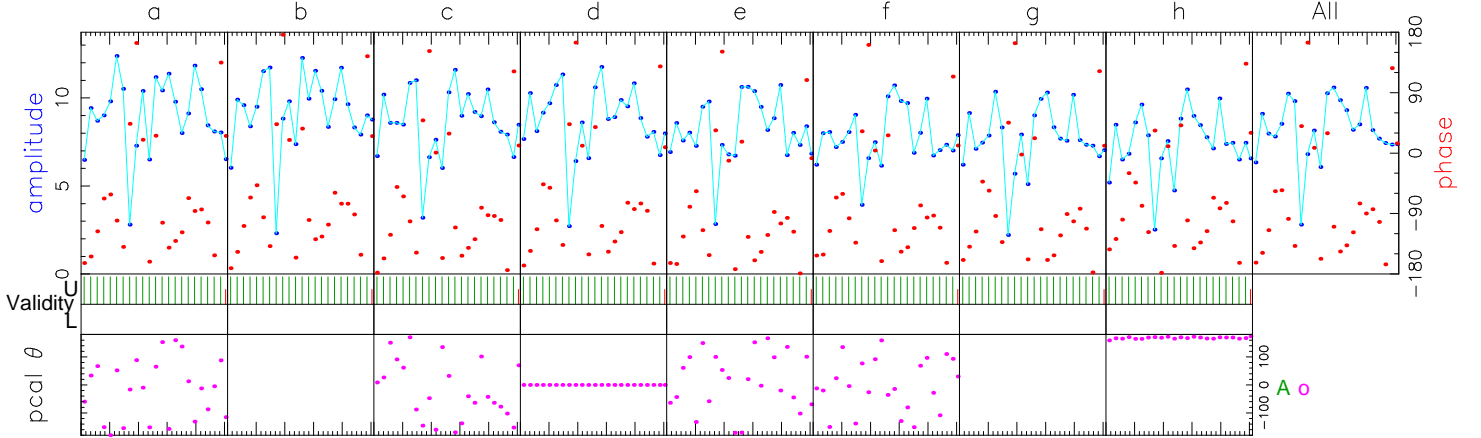 a b c d e f g h All
180
90
0
−90
−180
phase
amplitude
10
5
0
Validity
U
L
pcal θ
100
0
−100
A o